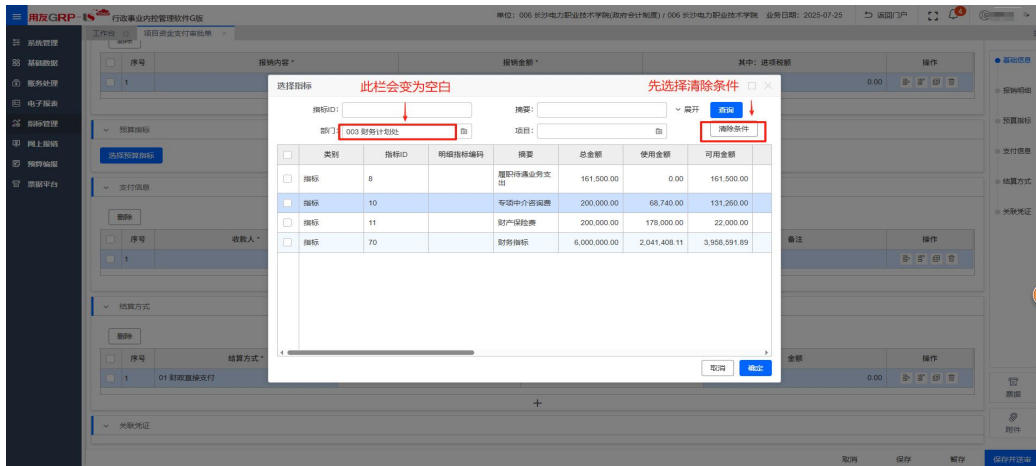 用友GRP-U8 行政事业内控管理软件G版
单位：006 长沙电力职业技术学院(政府会计制度) / 006 长沙电力职业技术学院 业务日期：2025-07-25 返回门户 4
工作台 项目资金支付审批单 ×
系统管理
基础数据
账务处理
电子报表
指标管理
网上报销
预算编报
票据平台
删除
序号 报销内容* 报销金额* 其中：进项税额 操作
1 0.00
预算指标
选择预算指标
支付信息
删除
序号 收款人* 备注 操作
1
结算方式
删除
序号 结算方式* 金额 操作
1 01 财政直接支付 0.00
+
关联凭证
选择指标 此栏会变为空白 先选择清除条件
指标ID: 摘要: 展开 查询
部门: 003 财务计划处 项目: 清除条件
类别 指标ID 明细指标编码 摘要 总金额 使用金额 可用金额
指标 8 履职待遇业务支出 161,500.00 0.00 161,500.00
指标 10 专项中介咨询费 200,000.00 68,740.00 131,260.00
指标 11 财产保险费 200,000.00 178,000.00 22,000.00
指标 70 财务指标 6,000,000.00 2,041,408.11 3,958,591.89
取消 确定
基础信息
报销明细
预算指标
支付信息
结算方式
关联凭证
票据
附件
取消 保存 暂存 保存并送审